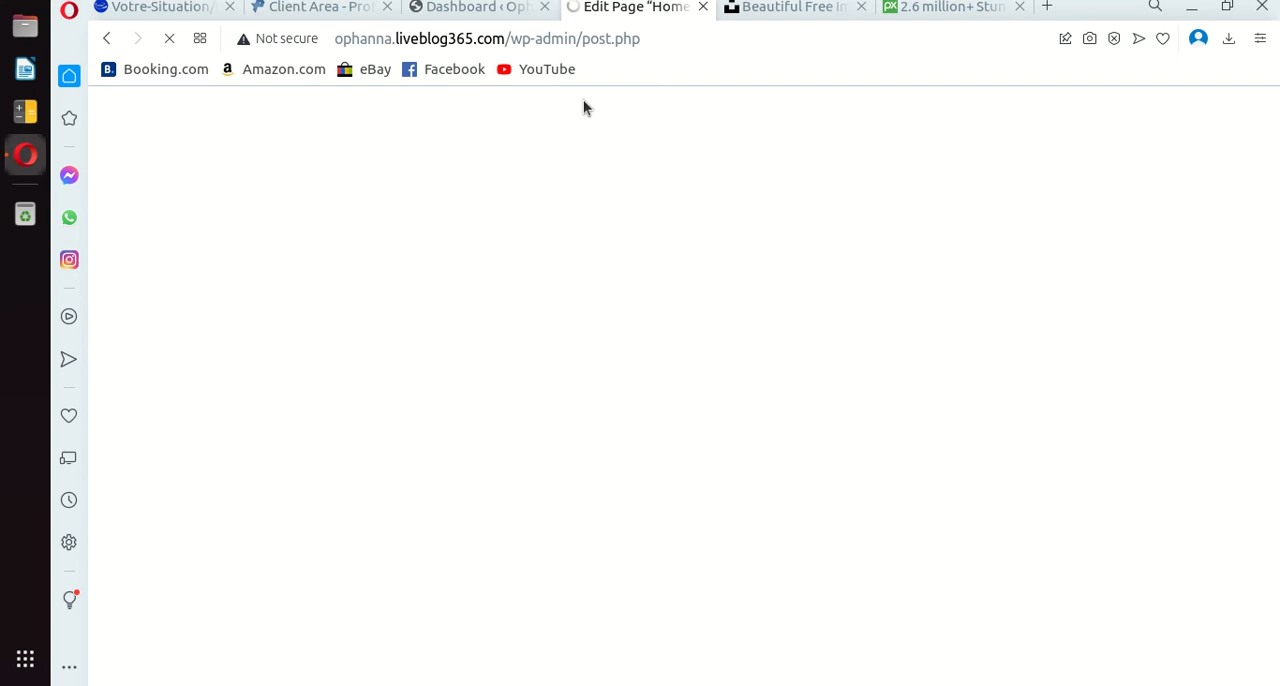 Votre-Situation/ Client Area - Pro Dashboard ‹ Oph Edit Page “Home Beautiful Free In 2.6 million+ Stun
Not secure ophanna.liveblog365.com/wp-admin/post.php
B. Booking.com a Amazon.com eBay Facebook YouTube